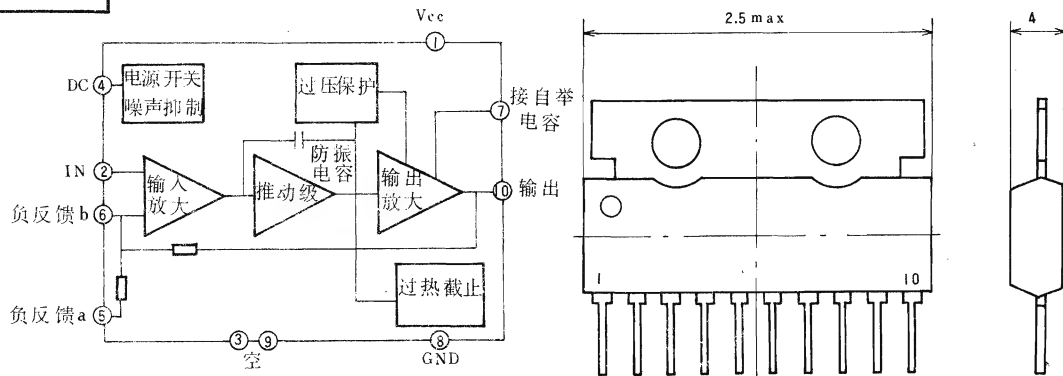 Vcc
①
DC ④
电源开关
噪声抑制
过压保护
⑦ 接自举
电容
IN ②
防振
电容
输入
放大
推动级
输出
放大
⑩ 输出
负反馈b ⑥
过热截止
负反馈a ⑤
③ ⑨
空
⑧
GND
2.5 max
4
1 10